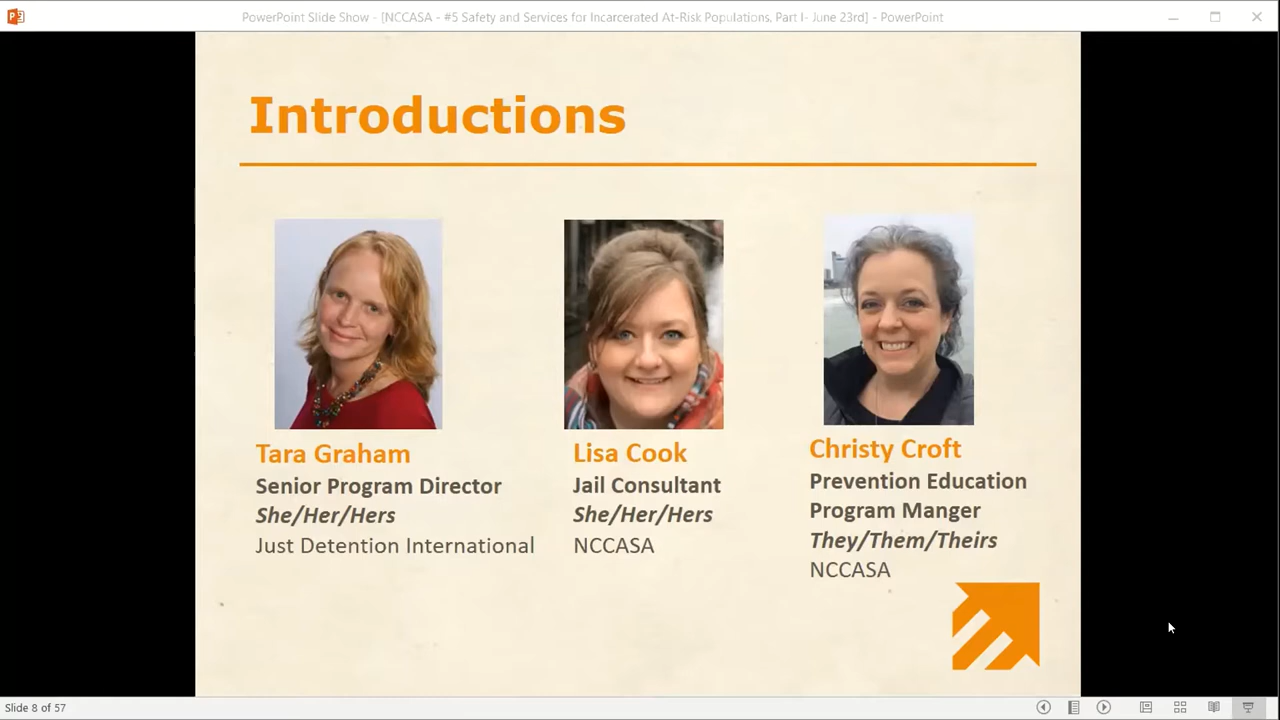 PowerPoint Slide Show - [NCCASA - #5 Safety and Services for Incarcerated At-Risk Populations, Part I- June 23rd] - PowerPoint
Introductions
Tara Graham
Senior Program Director
She/Her/Hers
Just Detention International
Lisa Cook
Jail Consultant
She/Her/Hers
NCCASA
Christy Croft
Prevention Education
Program Manger
They/Them/Theirs
NCCASA
Slide 8 of 57